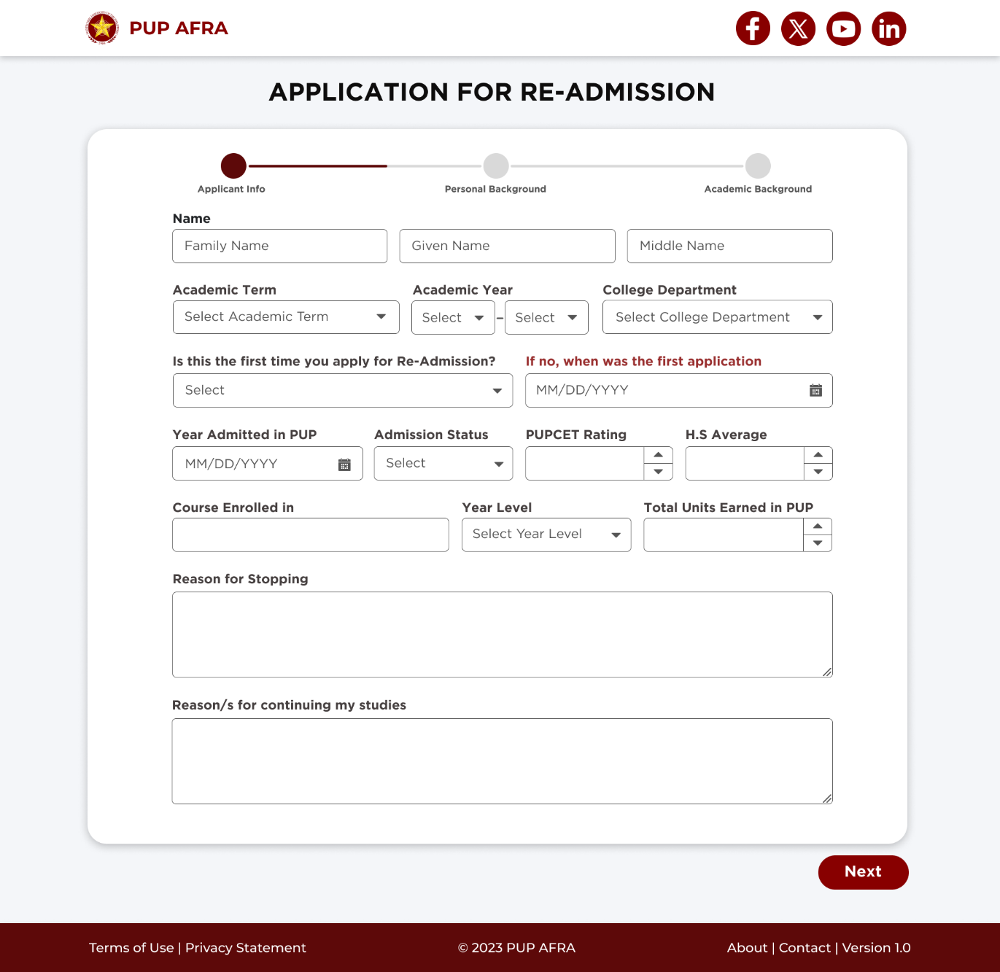 PUP AFRA
APPLICATION FOR RE-ADMISSION
Applicant Info
Personal Background
Academic Background
Name
Family Name
Given Name
Middle Name
Academic Term
Academic Year
College Department
Select Academic Term
Select
–
Select
Select College Department
Is this the first time you apply for Re-Admission?
If no, when was the first application
Select
MM/DD/YYYY
Year Admitted in PUP
Admission Status
PUPCET Rating
H.S Average
MM/DD/YYYY
Select
Course Enrolled in
Year Level
Total Units Earned in PUP
Select Year Level
Reason for Stopping
Reason/s for continuing my studies
Next
Terms of Use | Privacy Statement
© 2023 PUP AFRA
About | Contact | Version 1.0